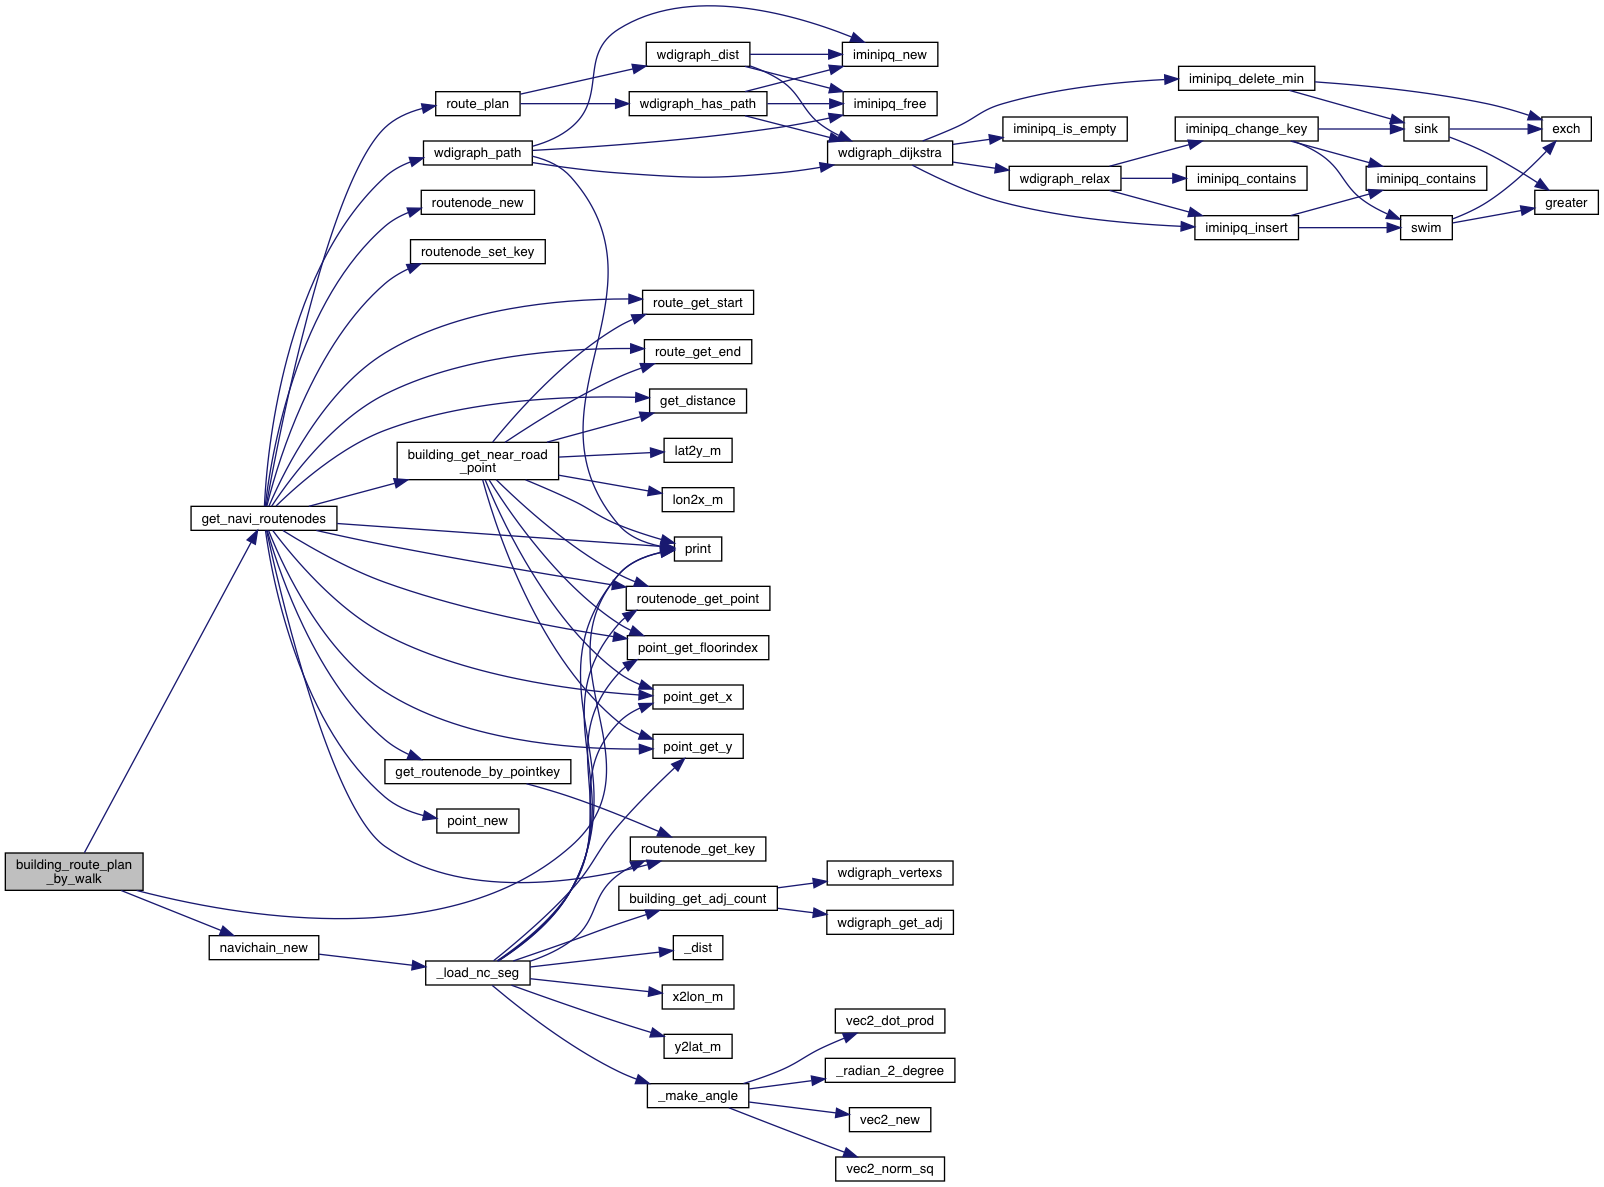 iminipq_new
wdigraph_dist
iminipq_delete_min
route_plan
wdigraph_has_path
iminipq_free
iminipq_is_empty
iminipq_change_key
sink
exch
wdigraph_path
wdigraph_dijkstra
wdigraph_relax
iminipq_contains
iminipq_contains
routenode_new
greater
iminipq_insert
swim
routenode_set_key
route_get_start
route_get_end
get_distance
building_get_near_road
_point
lat2y_m
lon2x_m
get_navi_routenodes
print
routenode_get_point
point_get_floorindex
point_get_x
point_get_y
get_routenode_by_pointkey
point_new
routenode_get_key
building_route_plan
_by_walk
wdigraph_vertexs
building_get_adj_count
wdigraph_get_adj
navichain_new
_dist
_load_nc_seg
x2lon_m
vec2_dot_prod
y2lat_m
_radian_2_degree
_make_angle
vec2_new
vec2_norm_sq